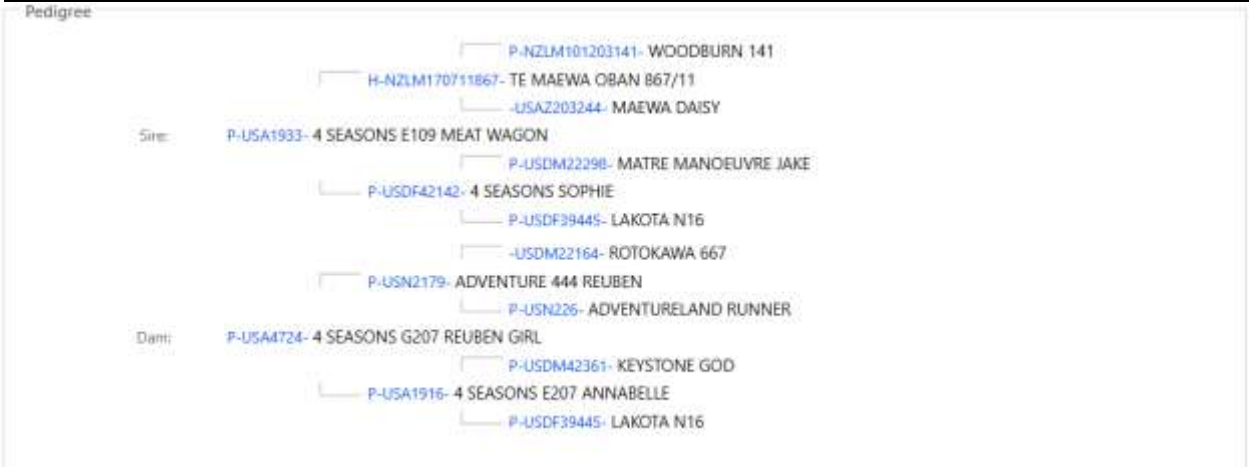 Pedigree
P-NZLM101203141- WOODBURN 141
H-NZLM170711867- TE MAEWA OBAN 867/11
-USAZ203244- MAEWA DAISY
Sire: P-USA1933- 4 SEASONS E109 MEAT WAGON
P-USDM22298- MATRE MANOEUVRE JAKE
P-USDF42142- 4 SEASONS SOPHIE
P-USDF39445- LAKOTA N16
-USDM22164- ROTOKAWA 667
P-USN2179- ADVENTURE 444 REUBEN
P-USN226- ADVENTURELAND RUNNER
Dam: P-USA4724- 4 SEASONS G207 REUBEN GIRL
P-USDM42361- KEYSTONE GOD
P-USA1916- 4 SEASONS E207 ANNABELLE
P-USDF39445- LAKOTA N16